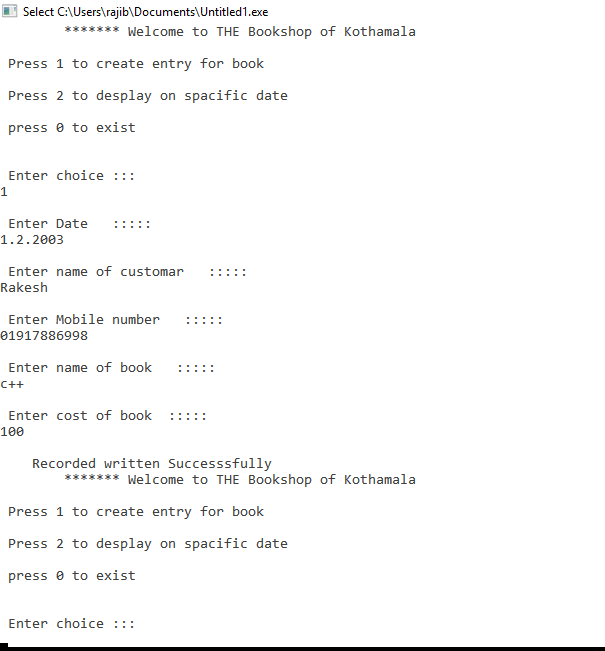 Select C:\Users\rajib\Documents\Untitled1.exe
******* Welcome to THE Bookshop of Kothamala
Press 1 to create entry for book
Press 2 to desplay on spacific date
press 0 to exist
Enter choice :::
1
Enter Date   :::::
1.2.2003
Enter name of customar   :::::
Rakesh
Enter Mobile number   :::::
01917886998
Enter name of book   :::::
c++
Enter cost of book  :::::
100
Recorded written Successsfully
******* Welcome to THE Bookshop of Kothamala
Press 1 to create entry for book
Press 2 to desplay on spacific date
press 0 to exist
Enter choice :::